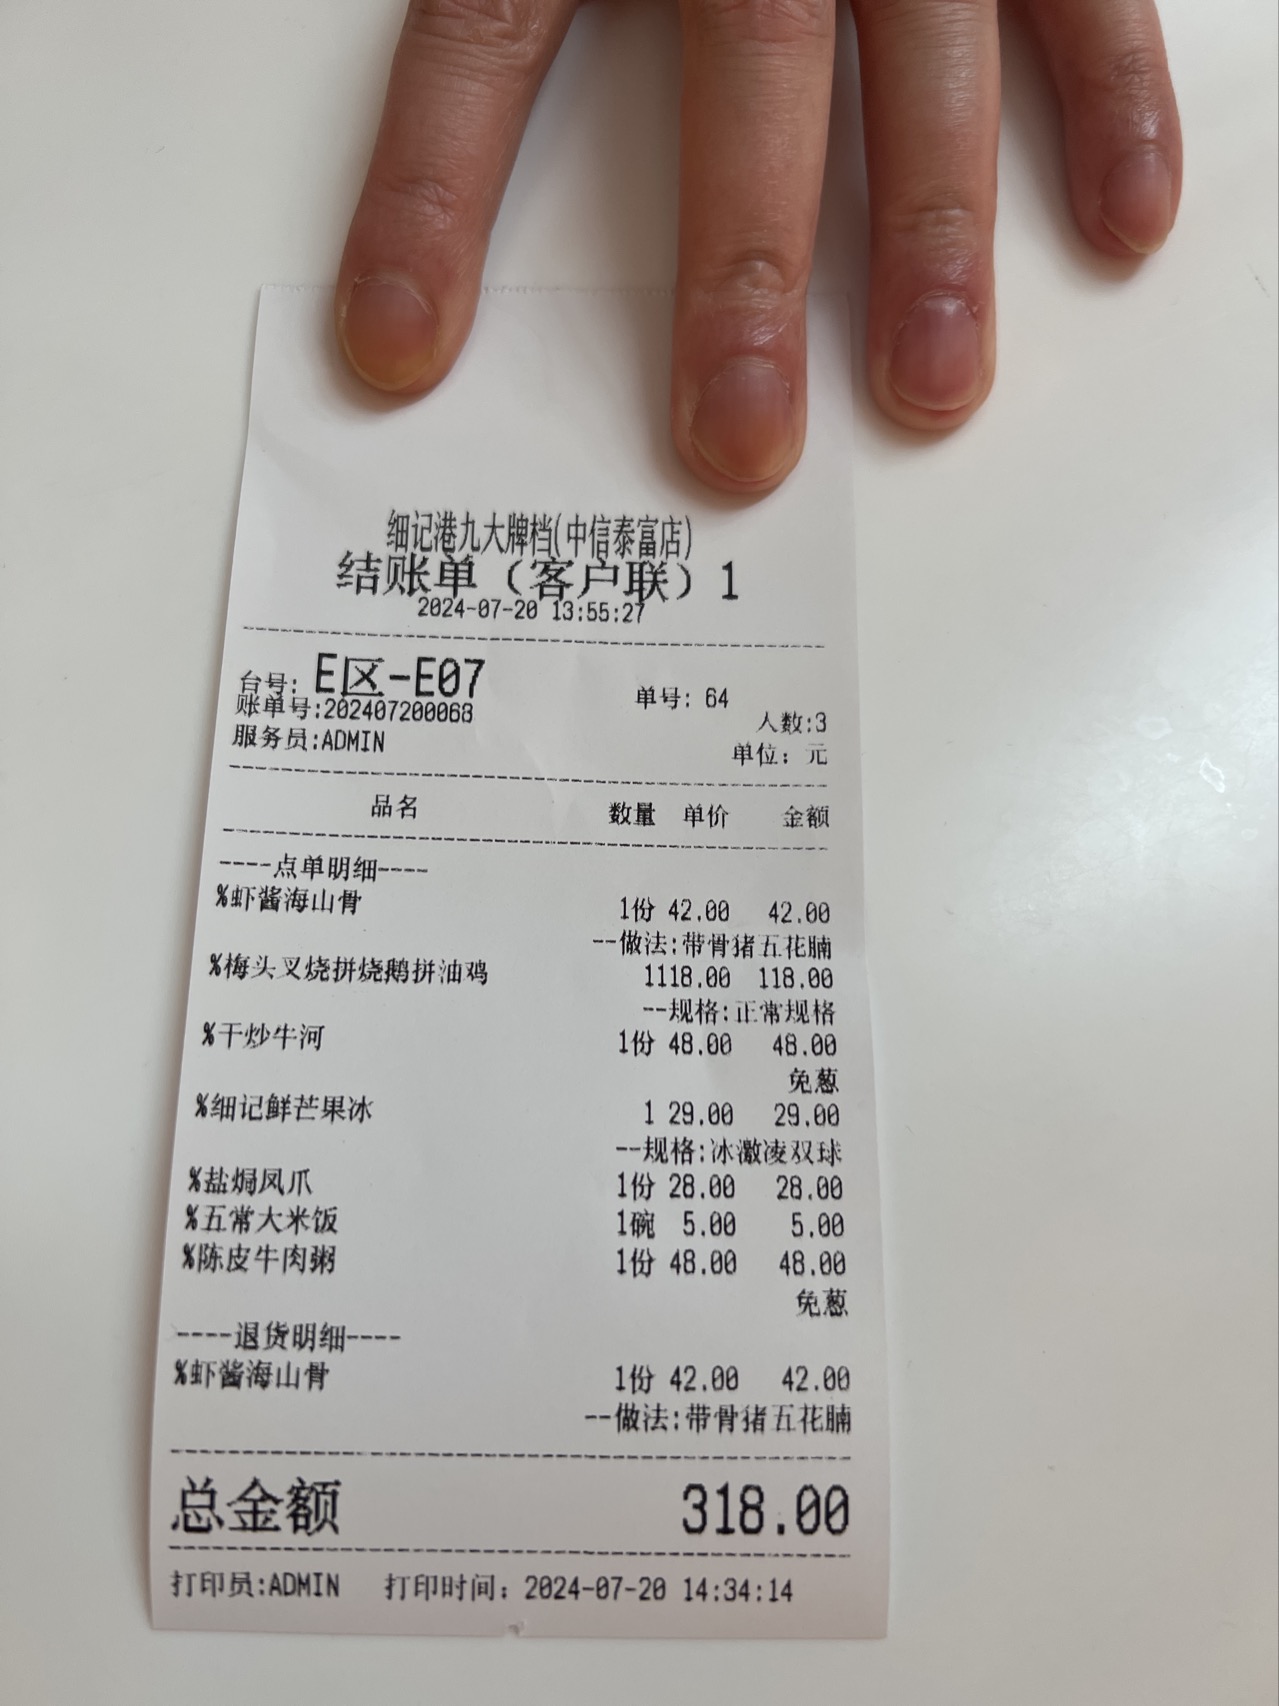 细记港九大牌档(中信泰富店)
结账单（客户联）1
2024-07-20 13:55:27
台号: E区-E07 单号: 64
账单号:202407200068 人数:3
服务员:ADMIN 单位: 元
品名 数量 单价 金额
----点单明细----
%虾酱海山骨 1份 42.00 42.00
--做法:带骨猪五花腩
%梅头叉烧拼烧鹅拼油鸡 1118.00 118.00
--规格:正常规格
%干炒牛河 1份 48.00 48.00
免葱
%细记鲜芒果冰 1 29.00 29.00
--规格:冰激凌双球
%盐焗凤爪 1份 28.00 28.00
%五常大米饭 1碗 5.00 5.00
%陈皮牛肉粥 1份 48.00 48.00
免葱
----退货明细----
%虾酱海山骨 1份 42.00 42.00
--做法:带骨猪五花腩
总金额 318.00
打印员:ADMIN 打印时间: 2024-07-20 14:34:14